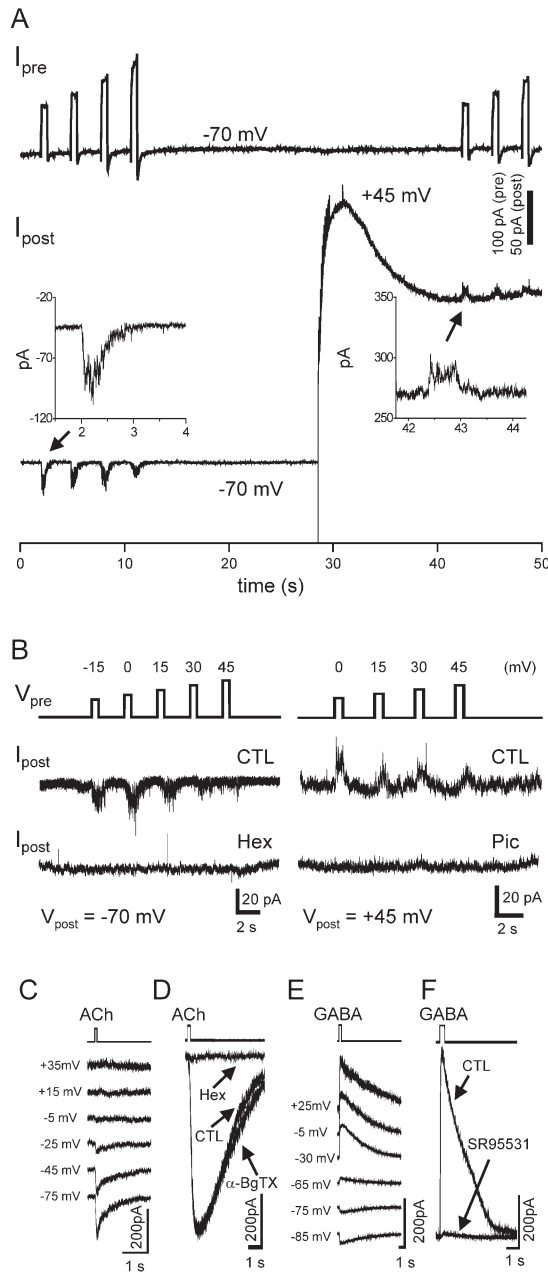 A
I pre
-70 mV
+45 mV
100 pA (pre)
50 pA (post)
I post
-20
-70
-120
pA
2 3 4
350
300
250
pA
42 43 44
-70 mV
0 10 20 30 40 50
time (s)
B
-15 0 15 30 45
0 15 30 45 (mV)
V pre
I post
CTL
CTL
I post
Hex
Pic
20 pA
2 s
20 pA
2 s
V post = -70 mV
V post = +45 mV
C
ACh
+35mV
+15 mV
-5 mV
-25 mV
-45 mV
-75 mV
200pA
1 s
D
ACh
Hex
CTL
α-BgTX
200pA
1 s
E
GABA
+25mV
-5 mV
-30 mV
-65 mV
-75 mV
-85 mV
200pA
1 s
F
GABA
CTL
SR95531
200pA
1 s